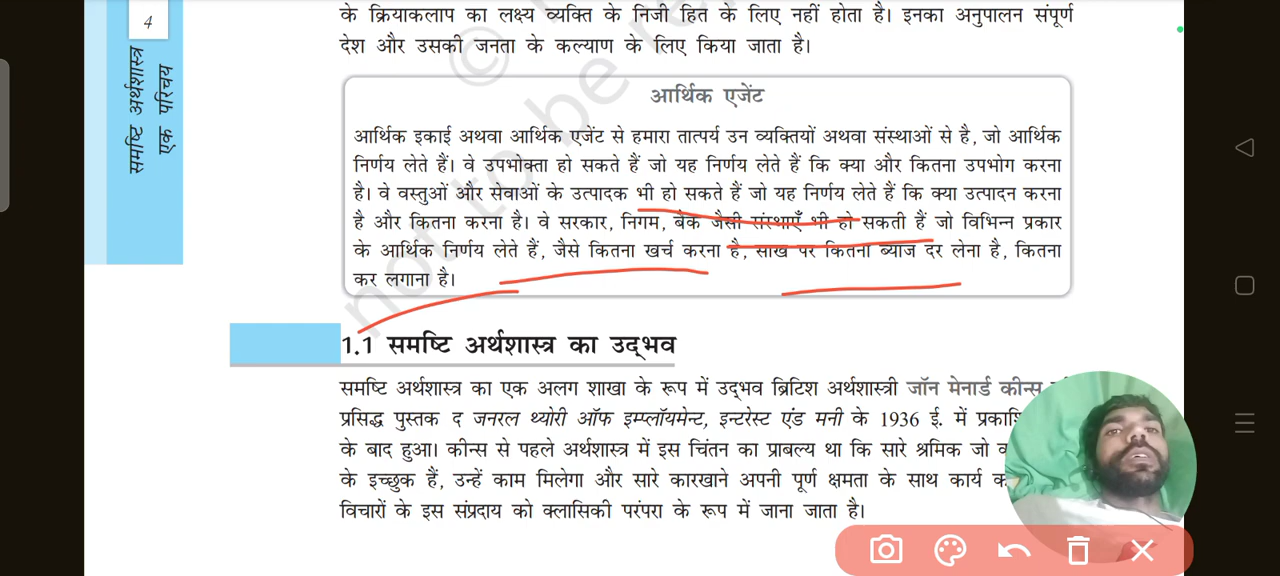 4
समष्टि अर्थशास्त्र
एक परिचय
के क्रियाकलाप का लक्ष्य व्यक्ति के निजी हित के लिए नहीं होता है। इनका अनुपालन संपूर्ण
देश और उसकी जनता के कल्याण के लिए किया जाता है।
आर्थिक एजेंट
आर्थिक इकाई अथवा आर्थिक एजेंट से हमारा तात्पर्य उन व्यक्तियों अथवा संस्थाओं से है, जो आर्थिक
निर्णय लेते हैं। वे उपभोक्ता हो सकते हैं जो यह निर्णय लेते हैं कि क्या और कितना उपभोग करना
है। वे वस्तुओं और सेवाओं के उत्पादक भी हो सकते हैं जो यह निर्णय लेते हैं कि क्या उत्पादन करना
है और कितना करना है। वे सरकार, निगम, बैंक जैसी संस्थाएँ भी हो सकती हैं जो विभिन्न प्रकार
के आर्थिक निर्णय लेते हैं, जैसे कितना खर्च करना है, साख पर कितना ब्याज दर लेना है, कितना
कर लगाना है।
1.1 समष्टि अर्थशास्त्र का उद्‌भव
समष्टि अर्थशास्त्र का एक अलग शाखा के रूप में उद्‌भव ब्रिटिश अर्थशास्त्री जॉन मेनार्ड कीन्स
प्रसिद्ध पुस्तक द जनरल थ्योरी ऑफ इम्प्लॉयमेन्ट, इन्टरेस्ट एंड मनी के 1936 ई. में
के बाद हुआ। कीन्स से पहले अर्थशास्त्र में इस चिंतन का प्राबल्य था कि सारे श्रमिक जो
के इच्छुक हैं, उन्हें काम मिलेगा और सारे कारखाने अपनी पूर्ण क्षमता के साथ कार्य
विचारों के इस संप्रदाय को क्लासिकी परंपरा के रूप में जाना जाता है।
© 
not to be